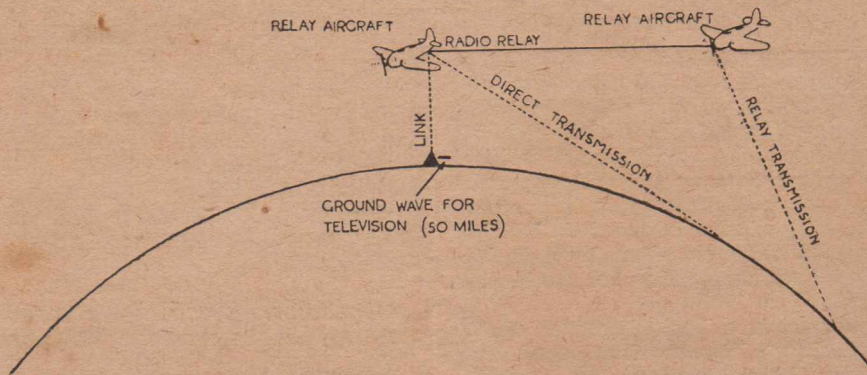 RELAY AIRCRAFT
RELAY AIRCRAFT
RADIO RELAY
DIRECT TRANSMISSION
LINK
RELAY TRANSMISSION
GROUND WAVE FOR
TELEVISION (50 MILES)